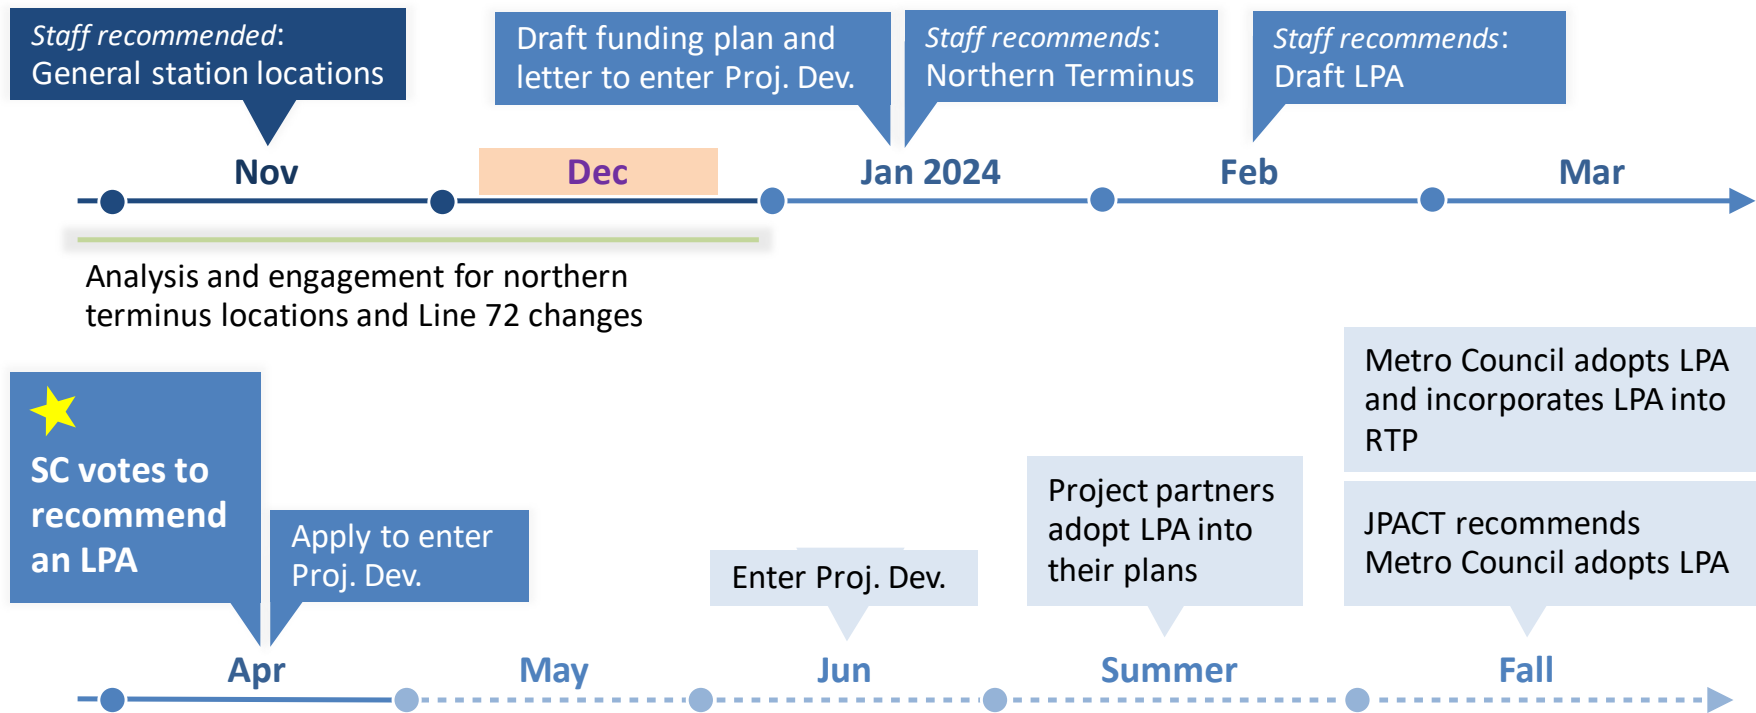 Staff recommended:
General station locations
Draft funding plan and
letter to enter Proj. Dev.
Staff recommends:
Northern Terminus
Staff recommends:
Draft LPA
Nov
Dec
Jan 2024
Feb
Mar
Analysis and engagement for northern
terminus locations and Line 72 changes
SC votes to
recommend
an LPA
Apply to enter
Proj. Dev.
Enter Proj. Dev.
Project partners
adopt LPA into
their plans
Metro Council adopts LPA
and incorporates LPA into
RTP
JPACT recommends
Metro Council adopts LPA
Apr
May
Jun
Summer
Fall